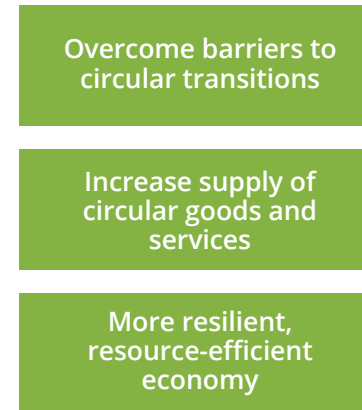 Overcome barriers to
circular transitions
Increase supply of
circular goods and
services
More resilient,
resource-efficient
economy